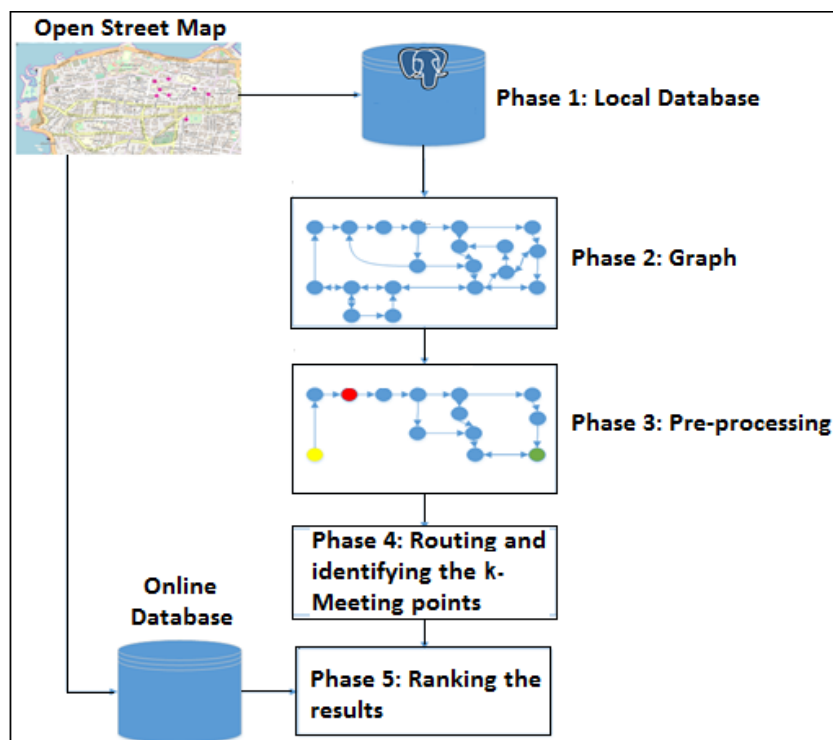 Open Street Map
Phase 1: Local Database
Phase 2: Graph
Phase 3: Pre-processing
Phase 4: Routing and
identifying the k-
Meeting points
Online
Database
Phase 5: Ranking the
results